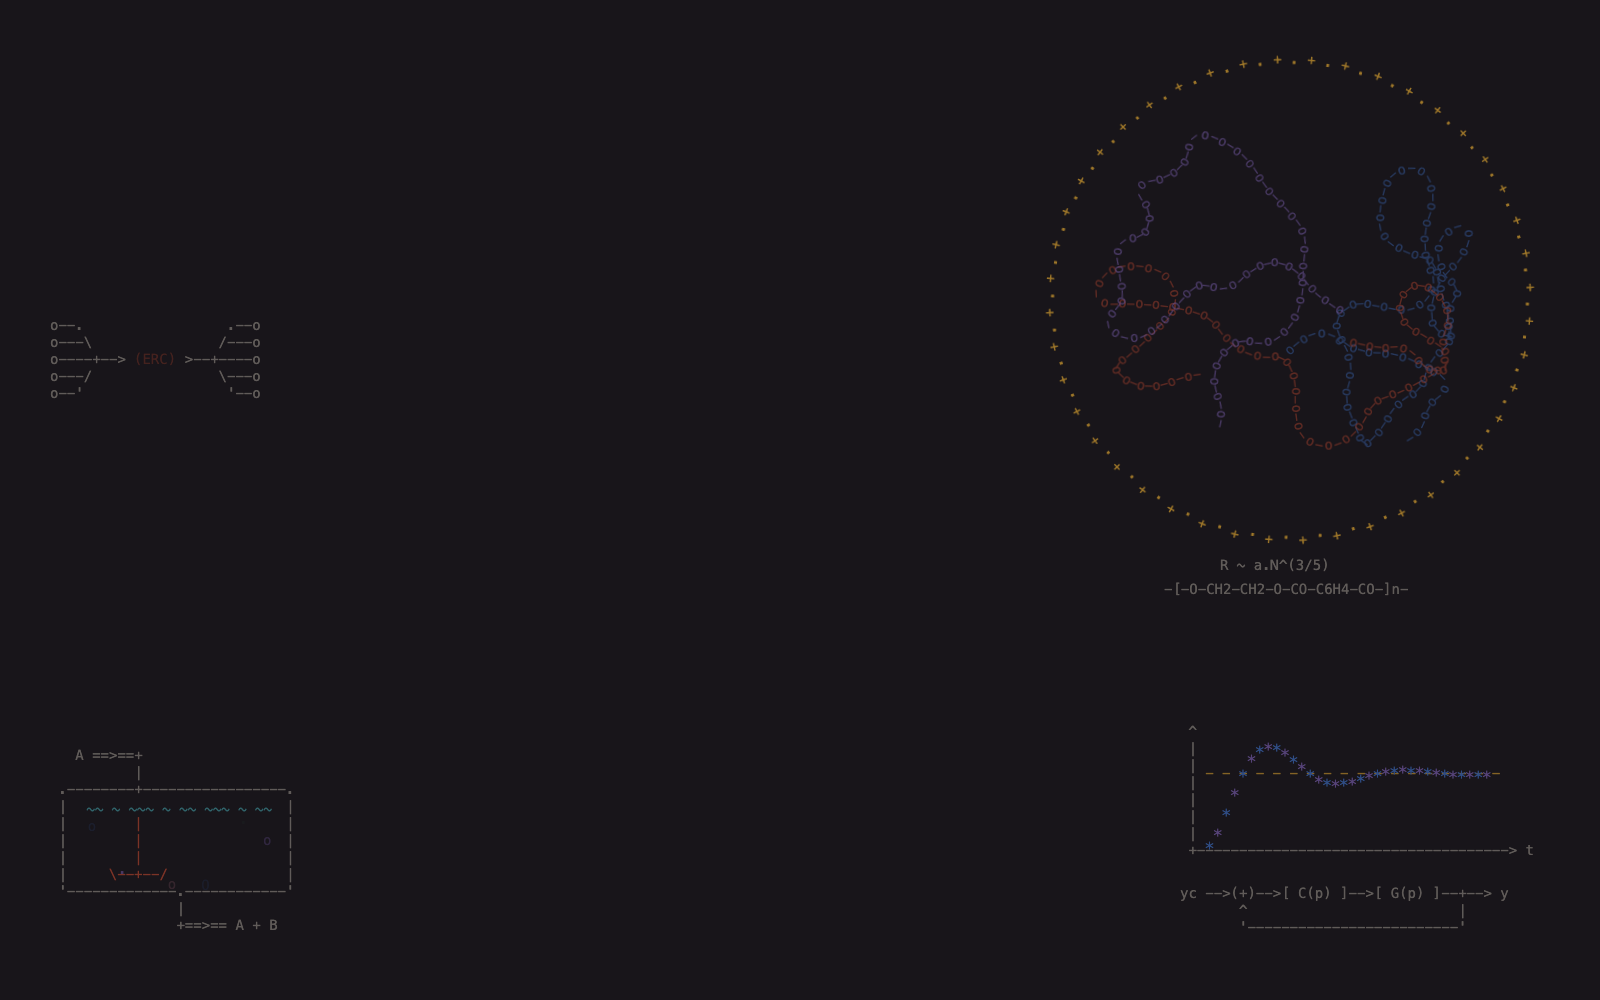 (ERC)
R ~ a.N^(3/5)
-[-O-CH2-CH2-O-CO-C6H4-CO-]n-
A ==>==+
+==>== A + B
t
yc -->(+)-->[ C(p) ]-->[ G(p) ]--+--> y